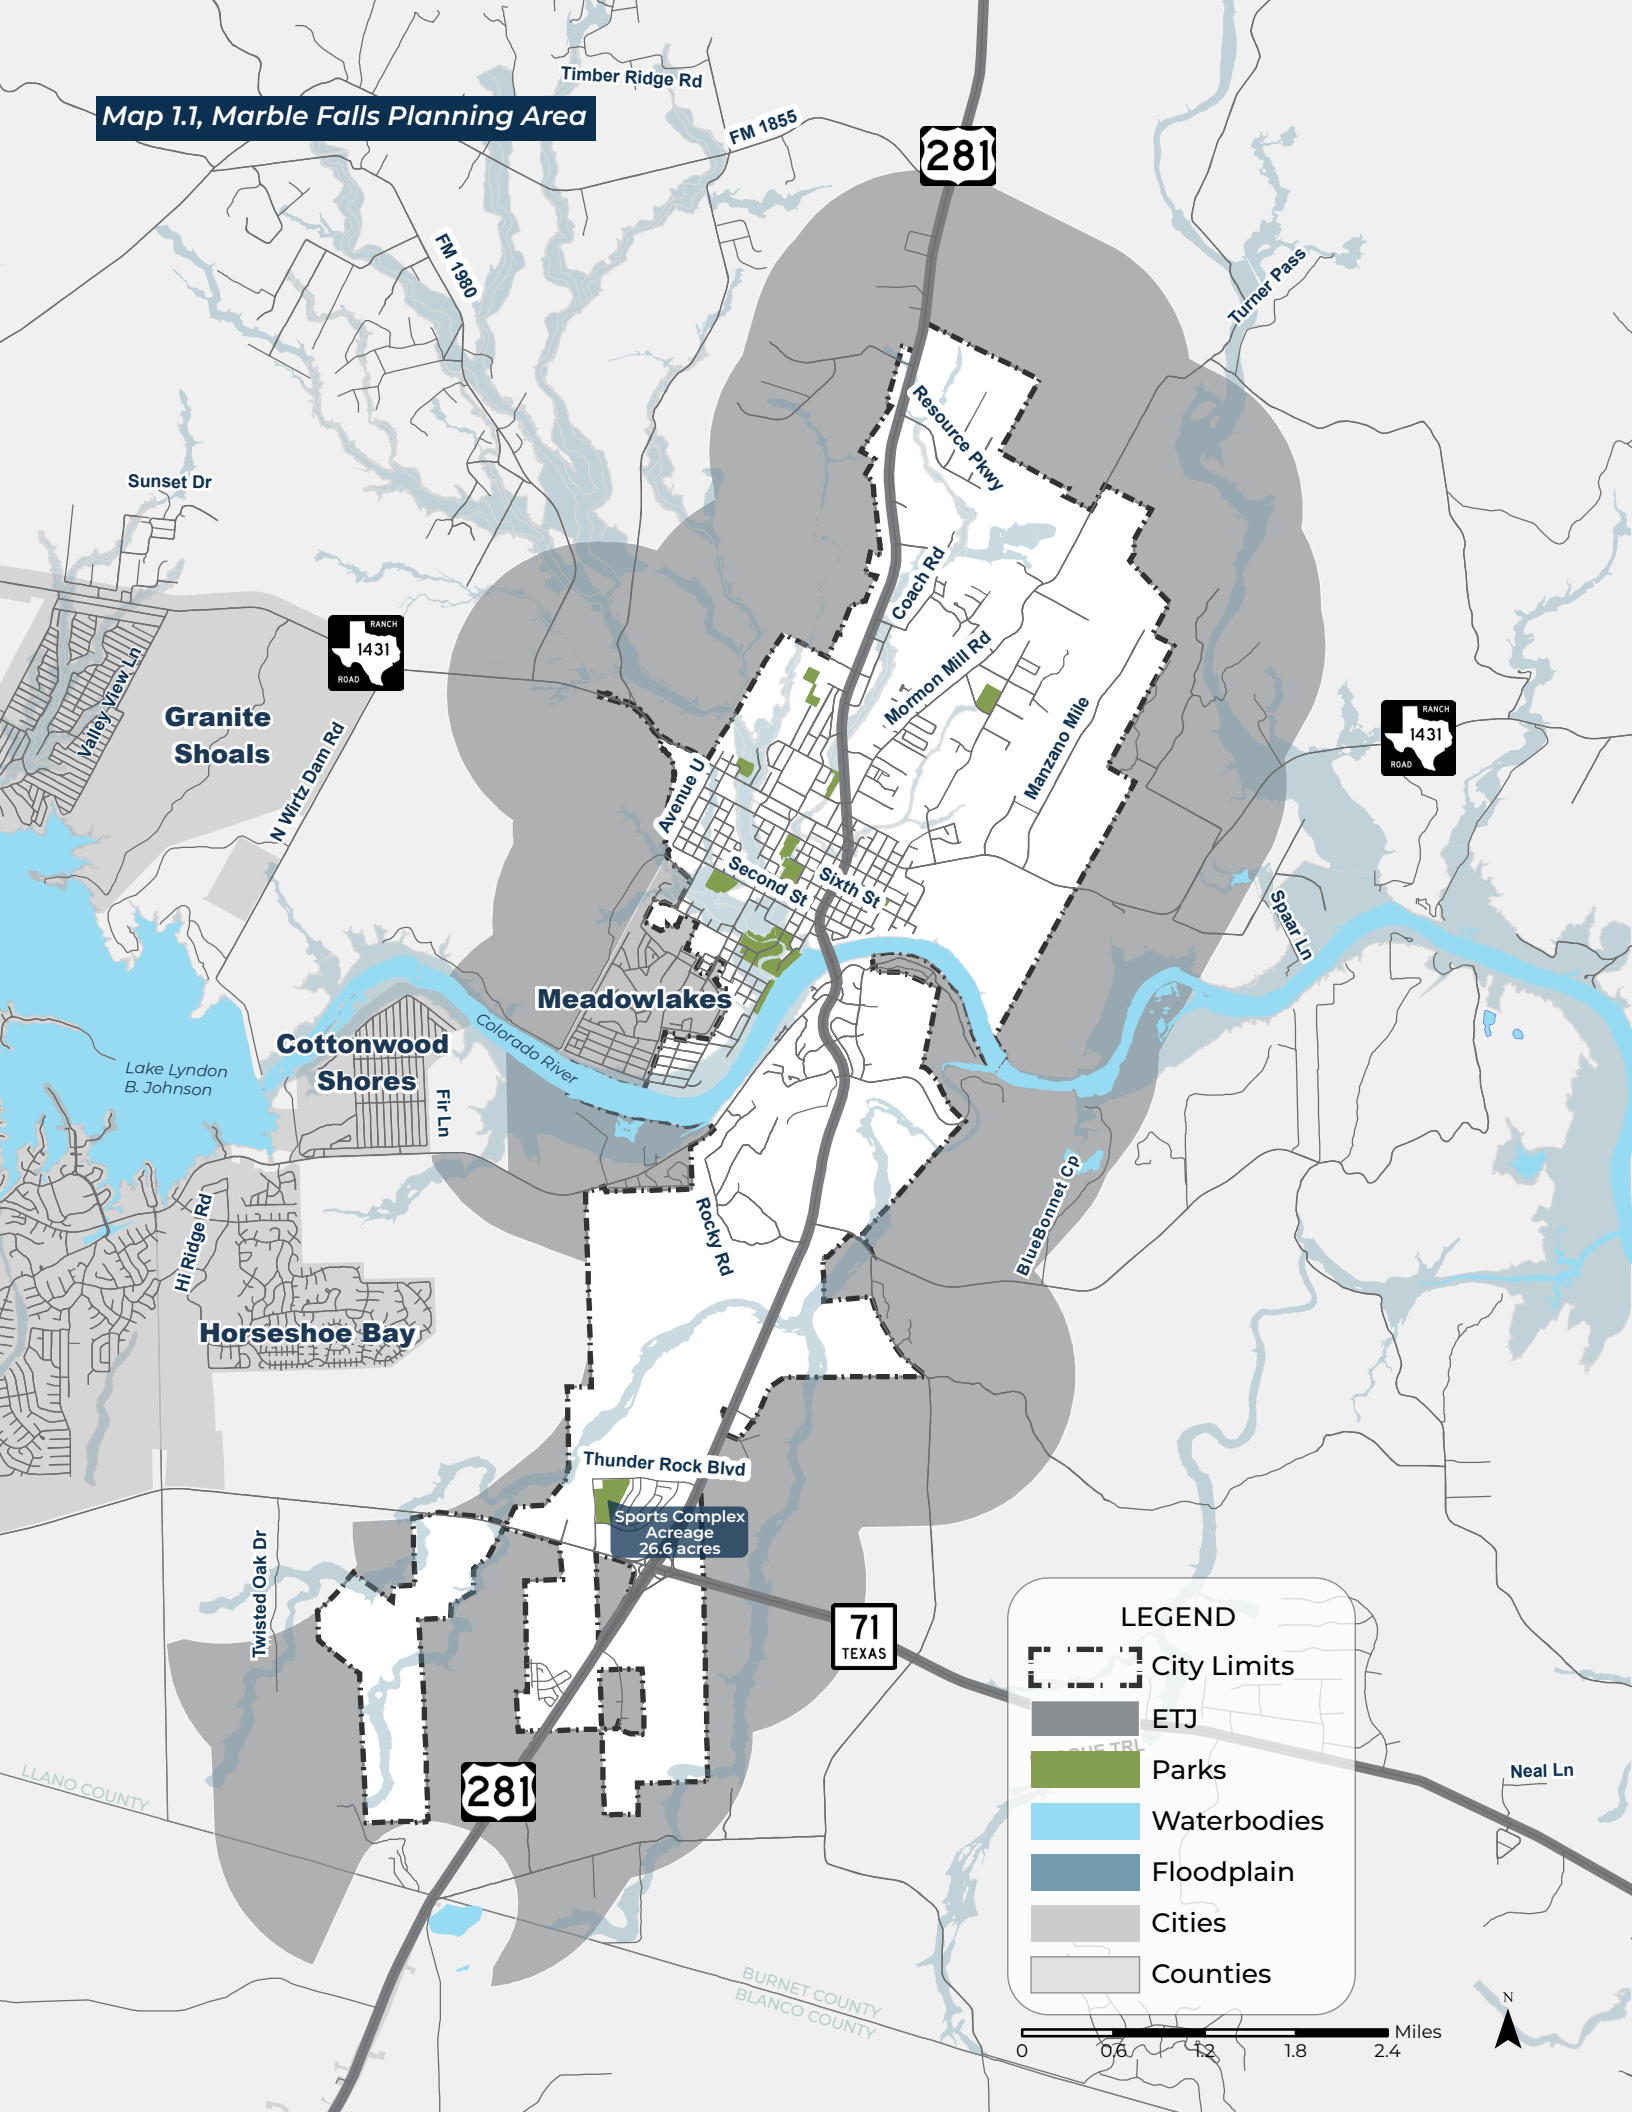 Timber Ridge Rd
Map 1.1, Marble Falls Planning Area
FM 1855
281
FM 1980
Turner Pass
Resource Pkwy
Sunset Dr
Coach Rd
RANCH
1431
ROAD
Mormon Mill Rd
Valley View Ln
Granite
Shoals
N Wirtz Dam Rd
Manzano Mile
RANCH
1431
ROAD
Avenue U
Second St
Sixth St
Spaar Ln
Meadowlakes
Colorado River
Cottonwood
Shores
Lake Lyndon
B. Johnson
Fir Ln
BlueBonnet Cp
Hi Ridge Rd
Rocky Rd
Horseshoe Bay
Thunder Rock Blvd
Sports Complex
Acreage
26.6 acres
Twisted Oak Dr
71
TEXAS
LEGEND
City Limits
ETJ
Parks
Waterbodies
Floodplain
Cities
Counties
LLANO COUNTY
281
Neal Ln
BURNET COUNTY
BLANCO COUNTY
N
Miles
0
0.6
1.2
1.8
2.4